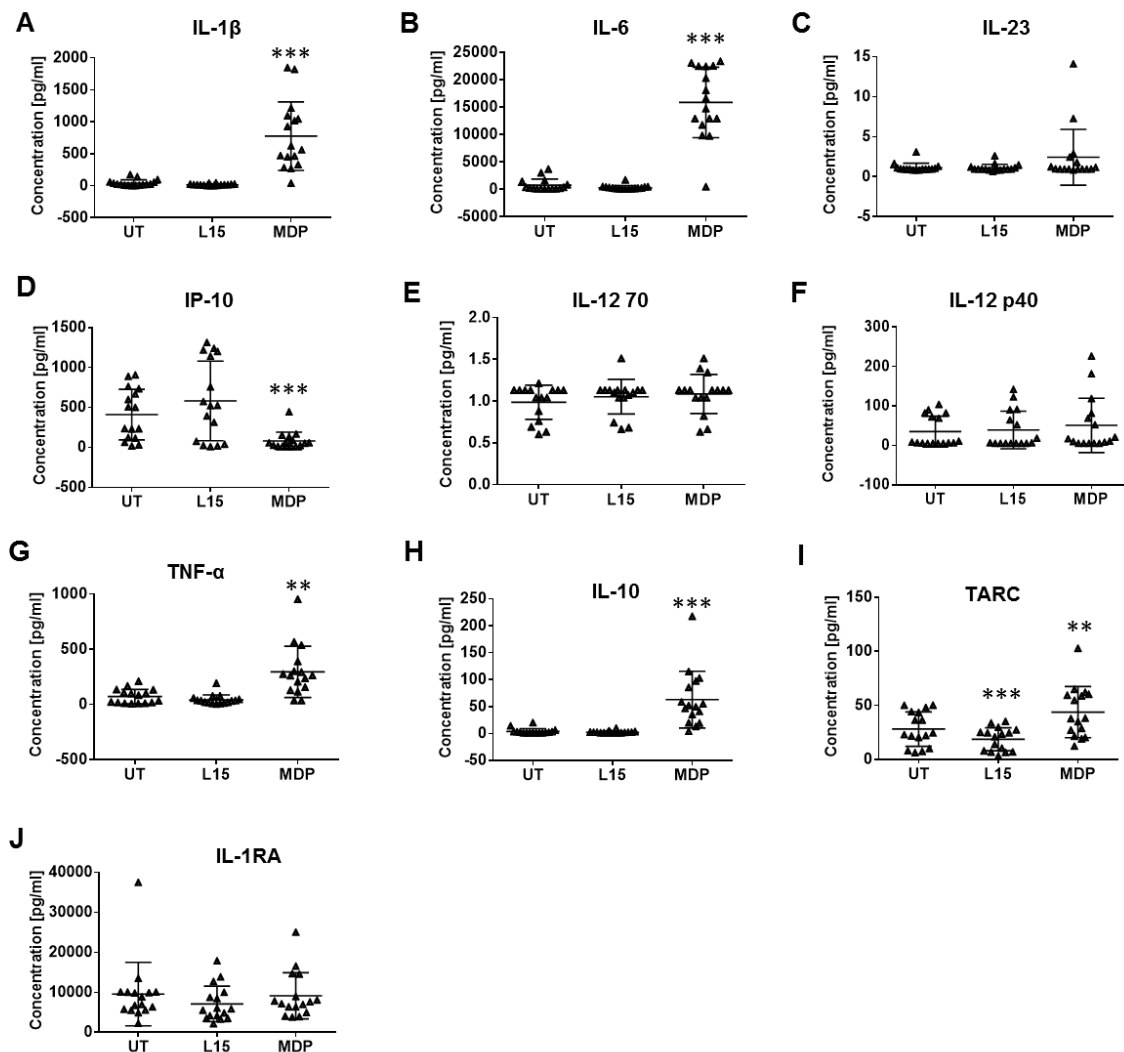 A
IL-1β
Concentration [pg/ml]
2000
1500
1000
500
0
-500
***
UT L15 MDP
B
IL-6
Concentration [pg/ml]
25000
20000
15000
10000
5000
0
-5000
***
UT L15 MDP
C
IL-23
Concentration [pg/ml]
15
10
5
0
5
UT L15 MDP
D
IP-10
Concentration [pg/ml]
1500
1000
500
0
-500
***
UT L15 MDP
E
IL-12 70
Concentration [pg/ml]
2.0
1.5
1.0
0.5
0.0
UT L15 MDP
F
IL-12 p40
Concentration [pg/ml]
300
200
100
0
-100
UT L15 MDP
G
TNF-α
Concentration [pg/ml]
1000
500
0
-500
**
UT L15 MDP
H
IL-10
Concentration [pg/ml]
250
200
150
100
50
0
-50
***
UT L15 MDP
I
TARC
Concentration [pg/ml]
150
100
50
0
***
**
UT L15 MDP
J
IL-1RA
Concentration [pg/ml]
40000
30000
20000
10000
0
UT L15 MDP